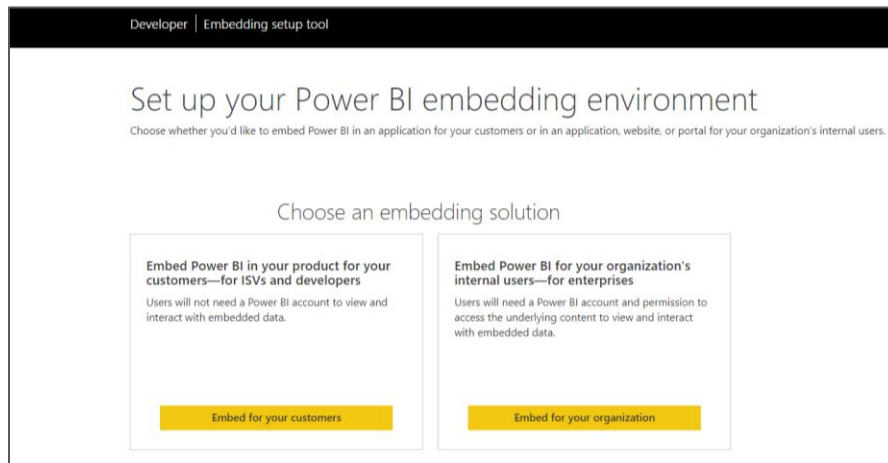 Developer | Embedding setup tool
Set up your Power BI embedding environment
Choose whether you'd like to embed Power BI in an application for your customers or in an application, website, or portal for your organization's internal users.
Choose an embedding solution
Embed Power BI in your product for your
customers—for ISVs and developers
Users will not need a Power BI account to view and
interact with embedded data.
Embed for your customers
Embed Power BI for your organization's
internal users—for enterprises
Users will need a Power BI account and permission to
access the underlying content to view and interact
with embedded data.
Embed for your organization